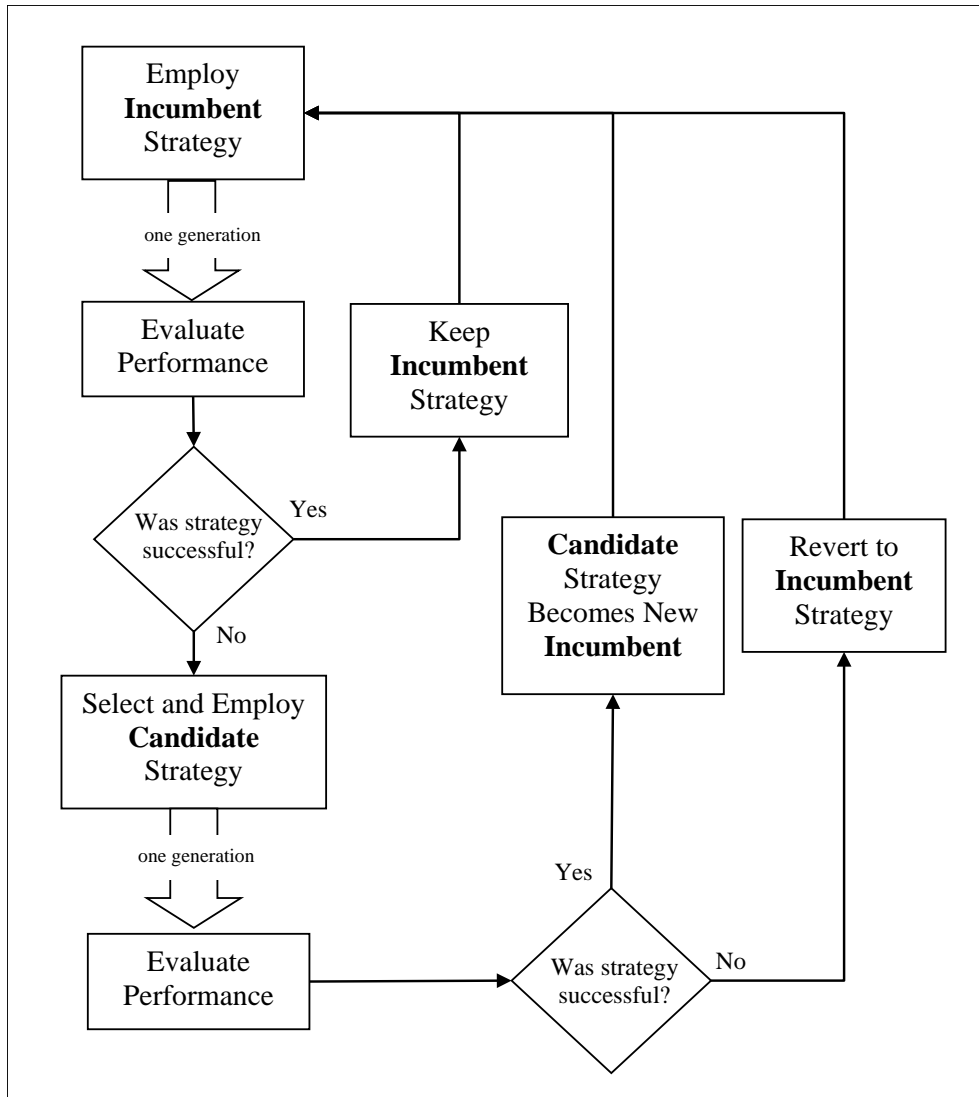 Employ
Incumbent
Strategy
one generation
Evaluate
Performance
Keep
Incumbent
Strategy
Was strategy
successful?
Yes
No
Select and Employ
Candidate
Strategy
one generation
Evaluate
Performance
Was strategy
successful?
Yes
No
Candidate
Strategy
Becomes New
Incumbent
Revert to
Incumbent
Strategy